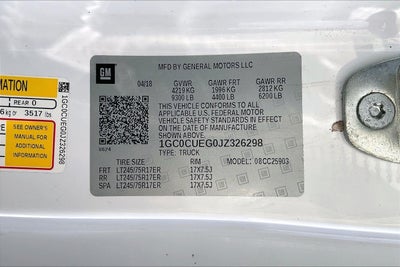 GM
MFD BY GENERAL MOTORS LLC
04/18 GVWR GAWR FRT GAWR RR
4219 KG 1996 KG 2812 KG
9300 LB 4400 LB 6200 LB
THIS VEHICLE CONFORMS TO ALL
APPLICABLE U.S. FEDERAL MOTOR
VEHICLE SAFETY STANDARDS IN EFFECT
ON THE DATE OF MANUFACTURE
SHOWN ABOVE.
1GC0CUEG0JZ326298
TYPE: TRUCK
TIRE SIZE RIM MODEL: 08CC25903
FRT LT245/75R17ER 17X7.5J
RR LT245/75R17ER 17X7.5J
SPA LT245/75R17ER 17X7.5J
MATION
REAR 0
kg or 3517 lbs
SEE OWNER'S
MANUAL FOR
ADDITIONAL
INFORMATION
1GC0CUEG0JZ326298